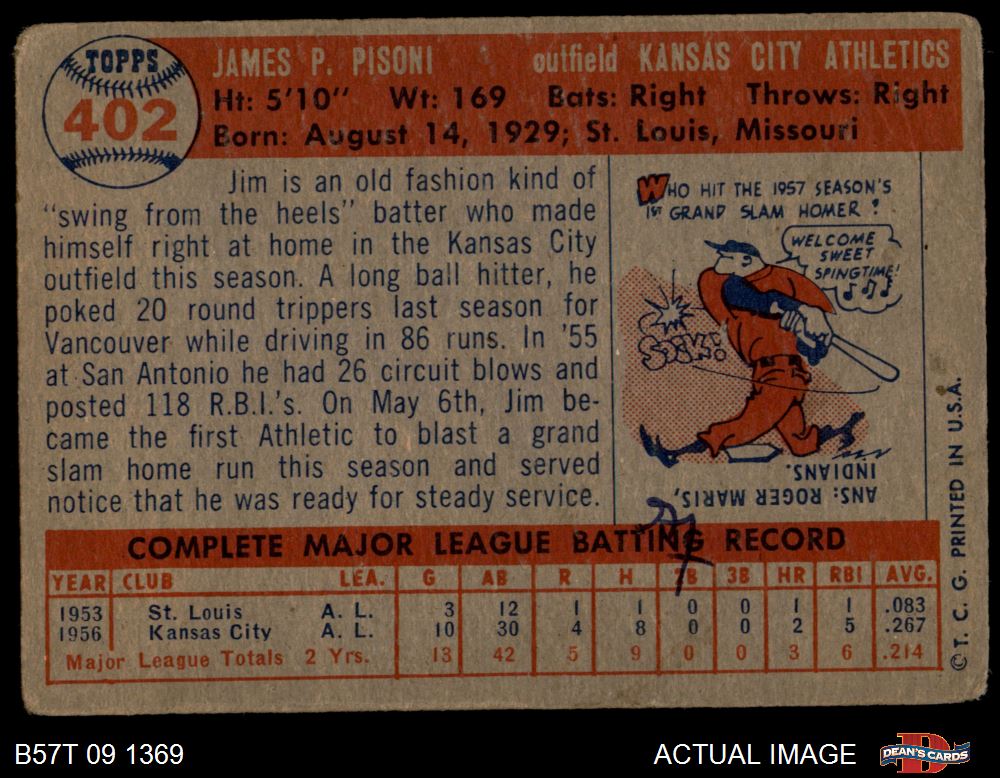 TOPPS
402
JAMES P. PISONI outfield KANSAS CITY ATHLETICS
Ht: 5'10" Wt: 169 Bats: Right Throws: Right
Born: August 14, 1929; St. Louis, Missouri
Jim is an old fashion kind of
"swing from the heels" batter who made
himself right at home in the Kansas City
outfield this season. A long ball hitter, he
poked 20 round trippers last season for
Vancouver while driving in 86 runs. In '55
at San Antonio he had 26 circuit blows and
posted 118 R.B.I.'s. On May 6th, Jim be-
came the first Athletic to blast a grand
slam home run this season and served
notice that he was ready for steady service.
WHO HIT THE 1957 SEASON'S
1st GRAND SLAM HOMER?
WELCOME
SWEET
SPINGTIME!
ANS: ROGER MARIS,
INDIANS.
COMPLETE MAJOR LEAGUE BATTING RECORD
YEAR CLUB LEA. G AB R H 2B 3B HR RBI AVG.
1953 St. Louis A. L. 3 12 1 1 0 0 1 1 .083
1956 Kansas City A. L. 10 30 4 8 0 0 2 5 .267
Major League Totals 2 Yrs. 13 42 5 9 0 0 3 6 .214
© T. C. G. PRINTED IN U.S.A.
B57T 09 1369
ACTUAL IMAGE
DEAN'S CARDS